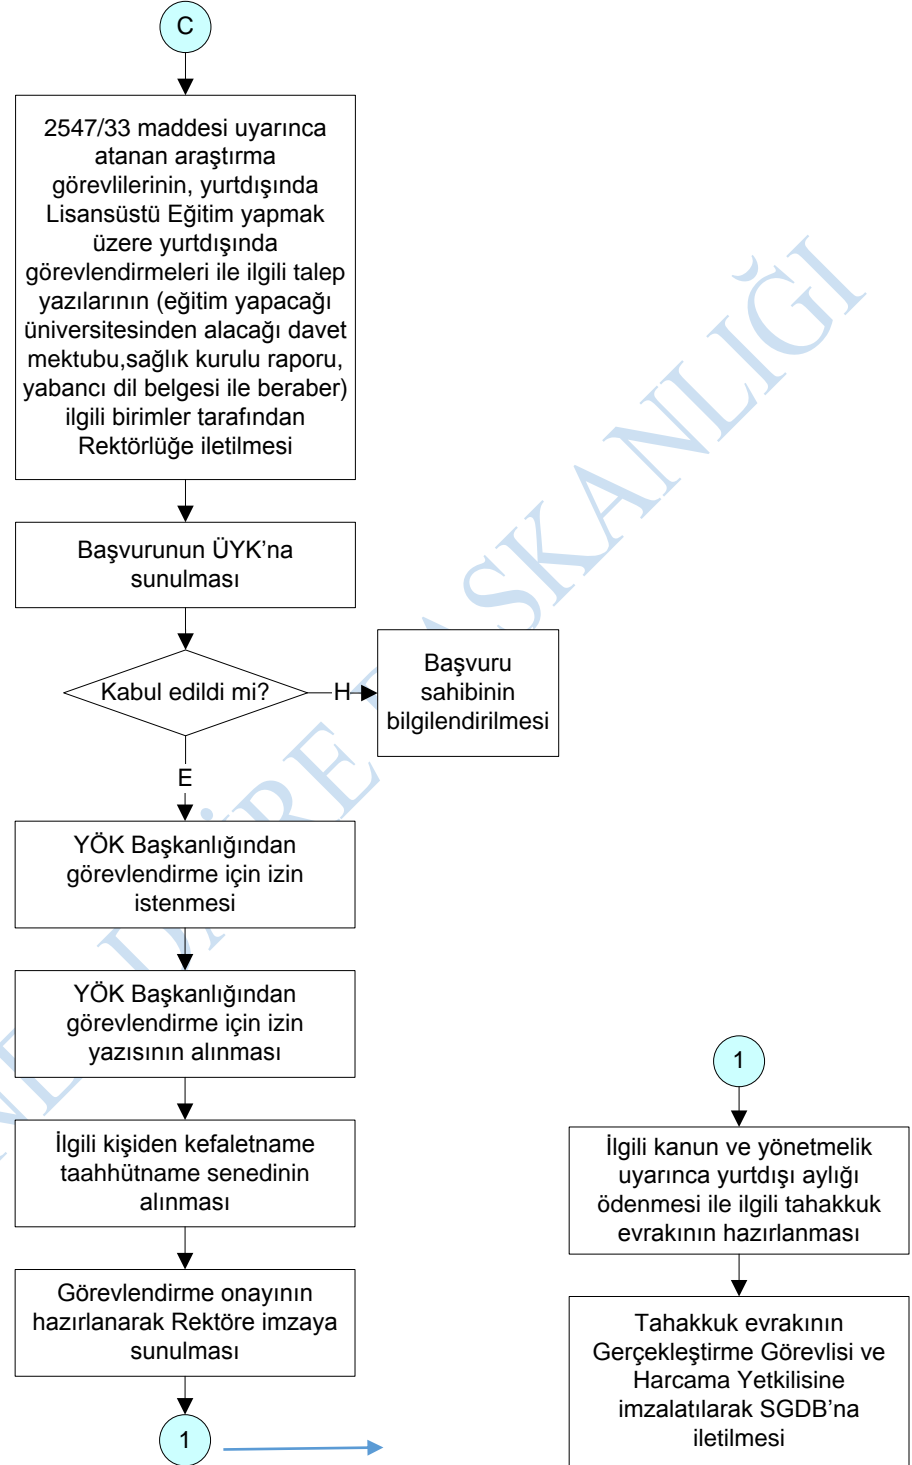 C
2547/33 maddesi uyarınca
atanan araştırma
görevlilerinin, yurtdışında
Lisansüstü Eğitim yapmak
üzere yurtdışında
görevlendirmeleri ile ilgili talep
yazılarının (eğitim yapacağı
üniversitesinden alacağı davet
mektubu,sağlık kurulu raporu,
yabancı dil belgesi ile beraber)
ilgili birimler tarafından
Rektörlüğe iletilmesi
Başvurunun ÜYK’na
sunulması
Kabul edildi mi?
H
Başvuru
sahibinin
bilgilendirilmesi
E
YÖK Başkanlığından
görevlendirme için izin
istenmesi
YÖK Başkanlığından
görevlendirme için izin
yazısının alınması
İlgili kişiden kefaletname
taahhütname senedinin
alınması
Görevlendirme onayının
hazırlanarak Rektöre imzaya
sunulması
1
1
İlgili kanun ve yönetmelik
uyarınca yurtdışı aylığı
ödenmesi ile ilgili tahakkuk
evrakının hazırlanması
Tahakkuk evrakının
Gerçekleştirme Görevlisi ve
Harcama Yetkilisine
imzalatılarak SGDB’na
iletilmesi